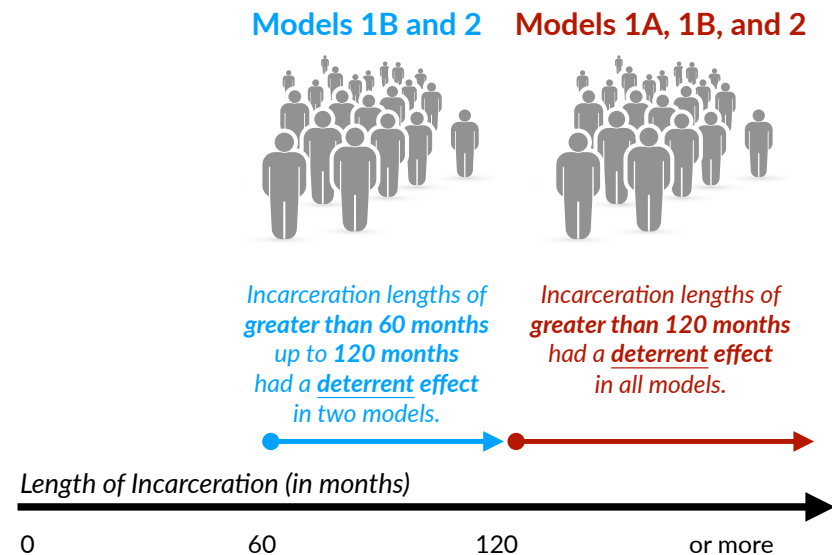 Models 1B and 2
Models 1A, 1B, and 2
Incarceration lengths of
greater than 60 months
up to 120 months
had a deterrent effect
in two models.
Incarceration lengths of
greater than 120 months
had a deterrent effect
in all models.
Length of Incarceration (in months)
0 60 120 or more